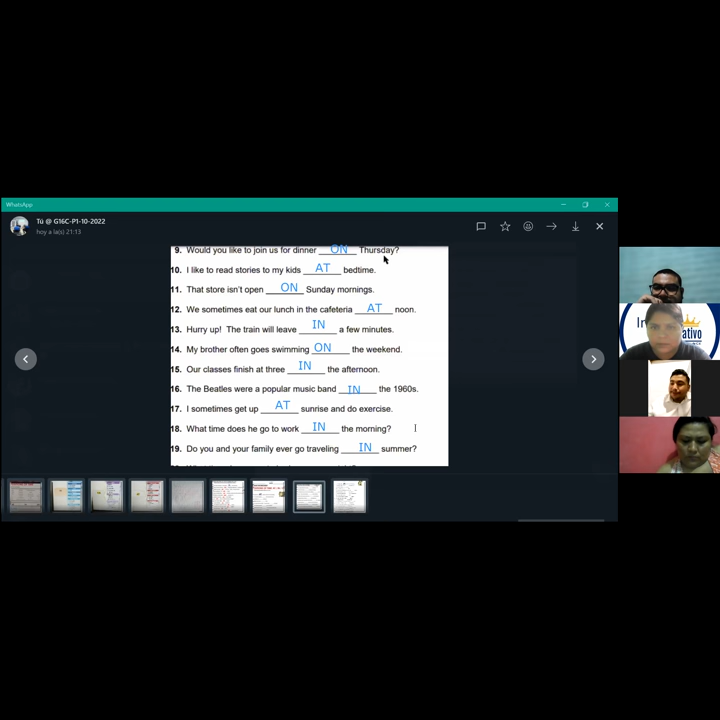 WhatsApp
Tú @ G16C-P1-10-2022
hoy a la(s) 21:13
9. Would you like to join us for dinner ON Thursday?
10. I like to read stories to my kids AT bedtime.
11. That store isn't open ON Sunday mornings.
12. We sometimes eat our lunch in the cafeteria AT noon.
13. Hurry up! The train will leave IN a few minutes.
14. My brother often goes swimming ON the weekend.
15. Our classes finish at three IN the afternoon.
16. The Beatles were a popular music band IN the 1960s.
17. I sometimes get up AT sunrise and do exercise.
18. What time does he go to work IN the morning?
19. Do you and your family ever go traveling IN summer?